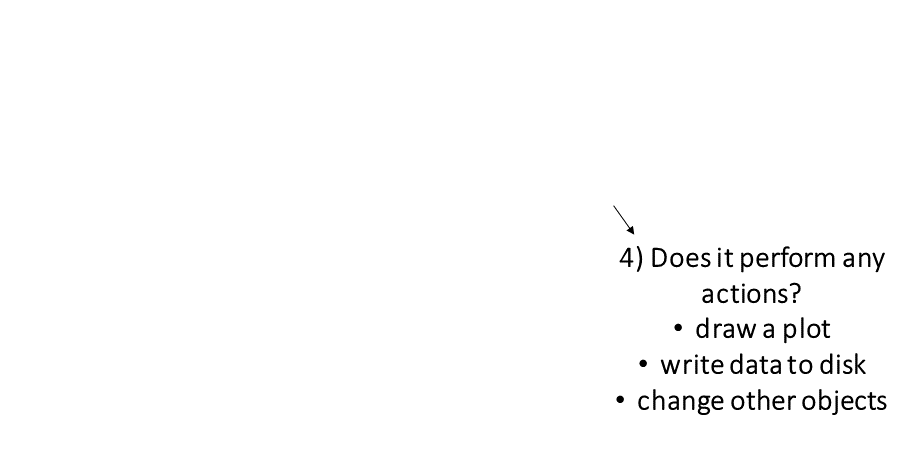 4) Does it perform any
actions?
• draw a plot
• write data to disk
• change other objects